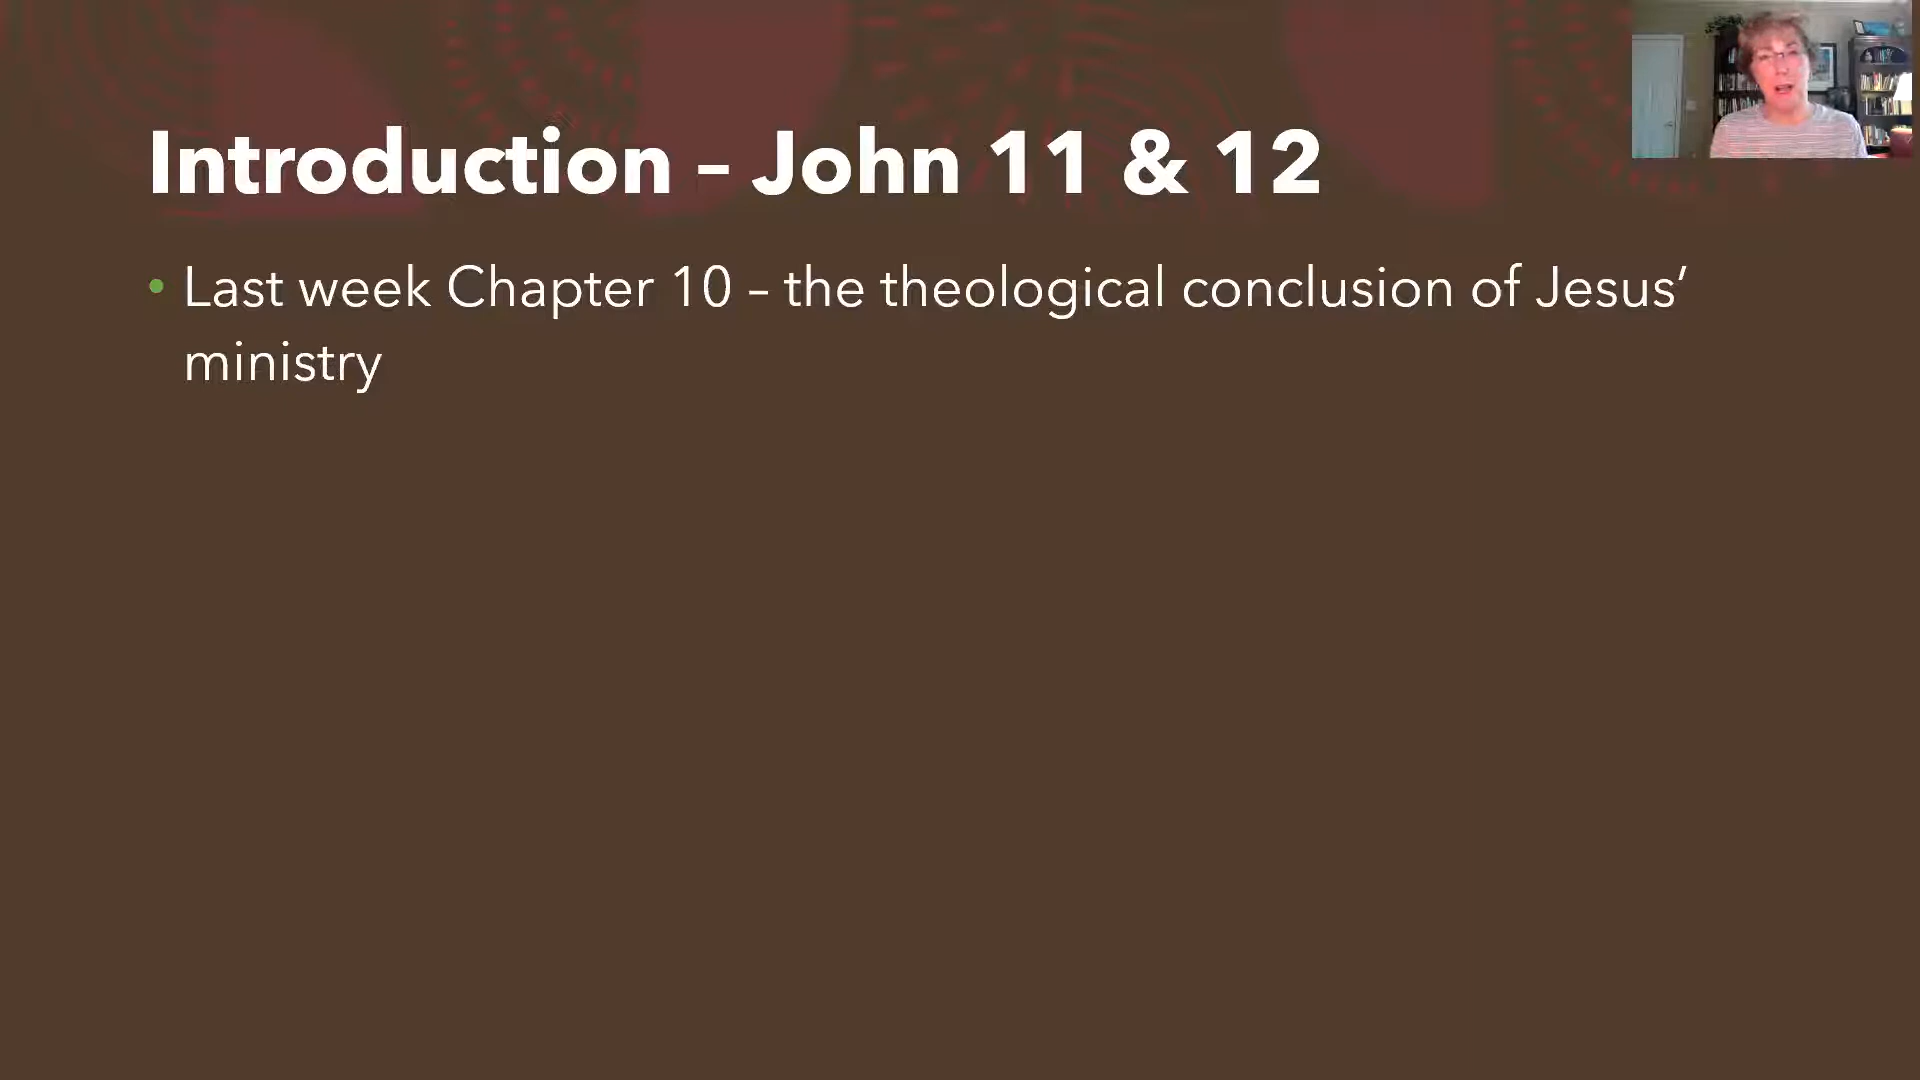 Introduction – John 11 & 12
• Last week Chapter 10 – the theological conclusion of Jesus’
ministry